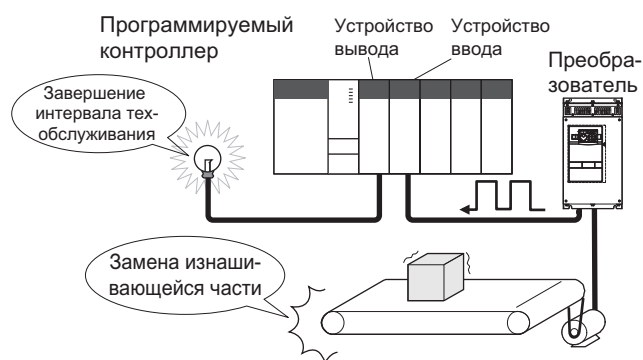 Программируемый
контроллер
Устройство
вывода
Устройство
ввода
Преобра-
зователь
Завершение
интервала тех-
обслуживания
Замена изнаши-
вающейся части